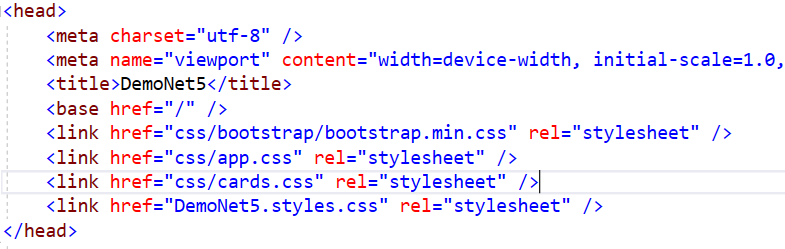 <head>
<meta charset="utf-8" />
<meta name="viewport" content="width=device-width, initial-scale=1.0,
<title>DemoNet5</title>
<base href="/" />
<link href="css/bootstrap/bootstrap.min.css" rel="stylesheet" />
<link href="css/app.css" rel="stylesheet" />
<link href="css/cards.css" rel="stylesheet" />
<link href="DemoNet5.styles.css" rel="stylesheet" />
</head>